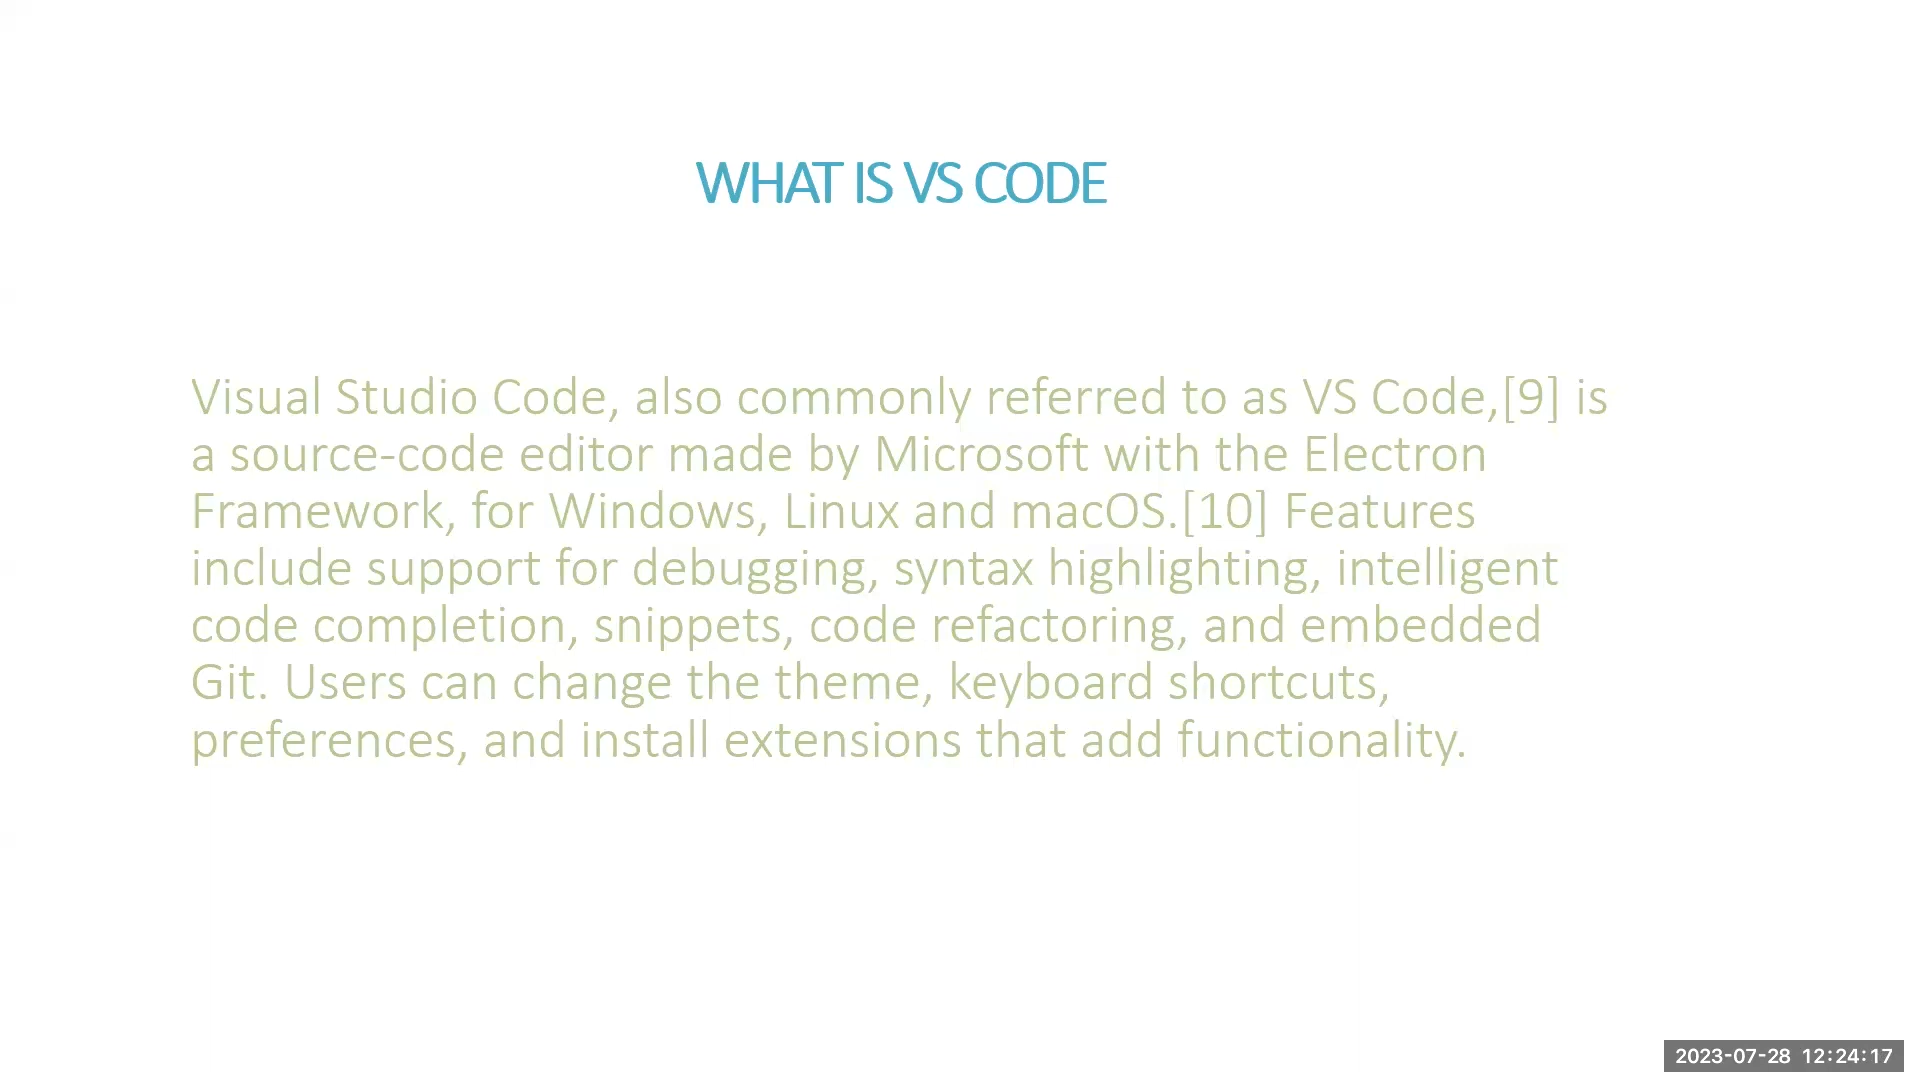 WHAT IS VS CODE
Visual Studio Code, also commonly referred to as VS Code,[9] is
a source-code editor made by Microsoft with the Electron
Framework, for Windows, Linux and macOS.[10] Features
include support for debugging, syntax highlighting, intelligent
code completion, snippets, code refactoring, and embedded
Git. Users can change the theme, keyboard shortcuts,
preferences, and install extensions that add functionality.
2023-07-28 12:24:17